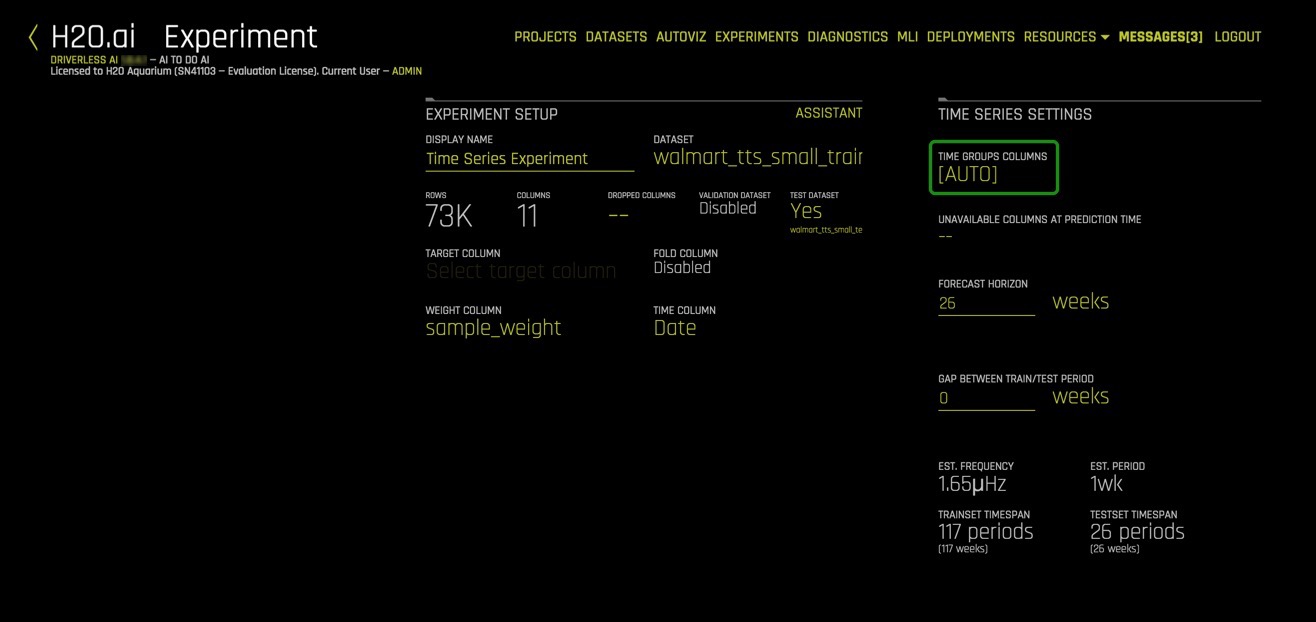 H2O.ai Experiment
PROJECTS DATASETS AUTOVIZ EXPERIMENTS DIAGNOSTICS MLI DEPLOYMENTS RESOURCES MESSAGES[3] LOGOUT
DRIVERLESS AI — AI TO DO AI
Licensed to H2O Aquarium (SN41103 — Evaluation License). Current User — ADMIN
EXPERIMENT SETUP ASSISTANT
DISPLAY NAME DATASET
Time Series Experiment walmart_tts_small_train
ROWS COLUMNS DROPPED COLUMNS VALIDATION DATASET TEST DATASET
73K 11 -- Disabled Yes
walmart_tts_small_te
TARGET COLUMN FOLD COLUMN
Select target column Disabled
WEIGHT COLUMN TIME COLUMN
sample_weight Date
TIME SERIES SETTINGS
TIME GROUPS COLUMNS
[AUTO]
UNAVAILABLE COLUMNS AT PREDICTION TIME
--
FORECAST HORIZON
26 weeks
GAP BETWEEN TRAIN/TEST PERIOD
0 weeks
EST. FREQUENCY EST. PERIOD
1.65µHz 1wk
TRAINSET TIMESPAN TESTSET TIMESPAN
117 periods 26 periods
(117 weeks) (26 weeks)